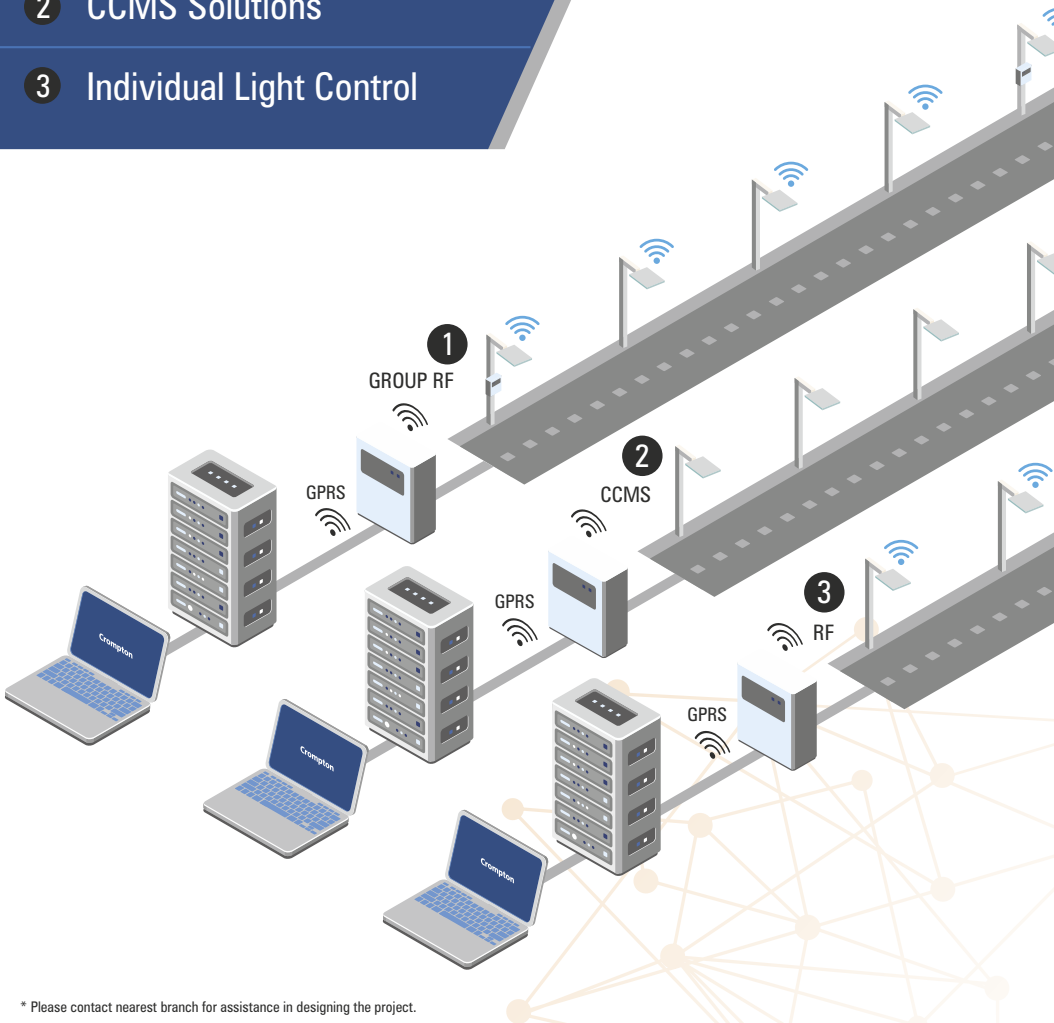 2 CCMS Solutions
3 Individual Light Control
1
GROUP RF
GPRS
2
CCMS
GPRS
3
RF
GPRS
Crompton
Crompton
Crompton
* Please contact nearest branch for assistance in designing the project.